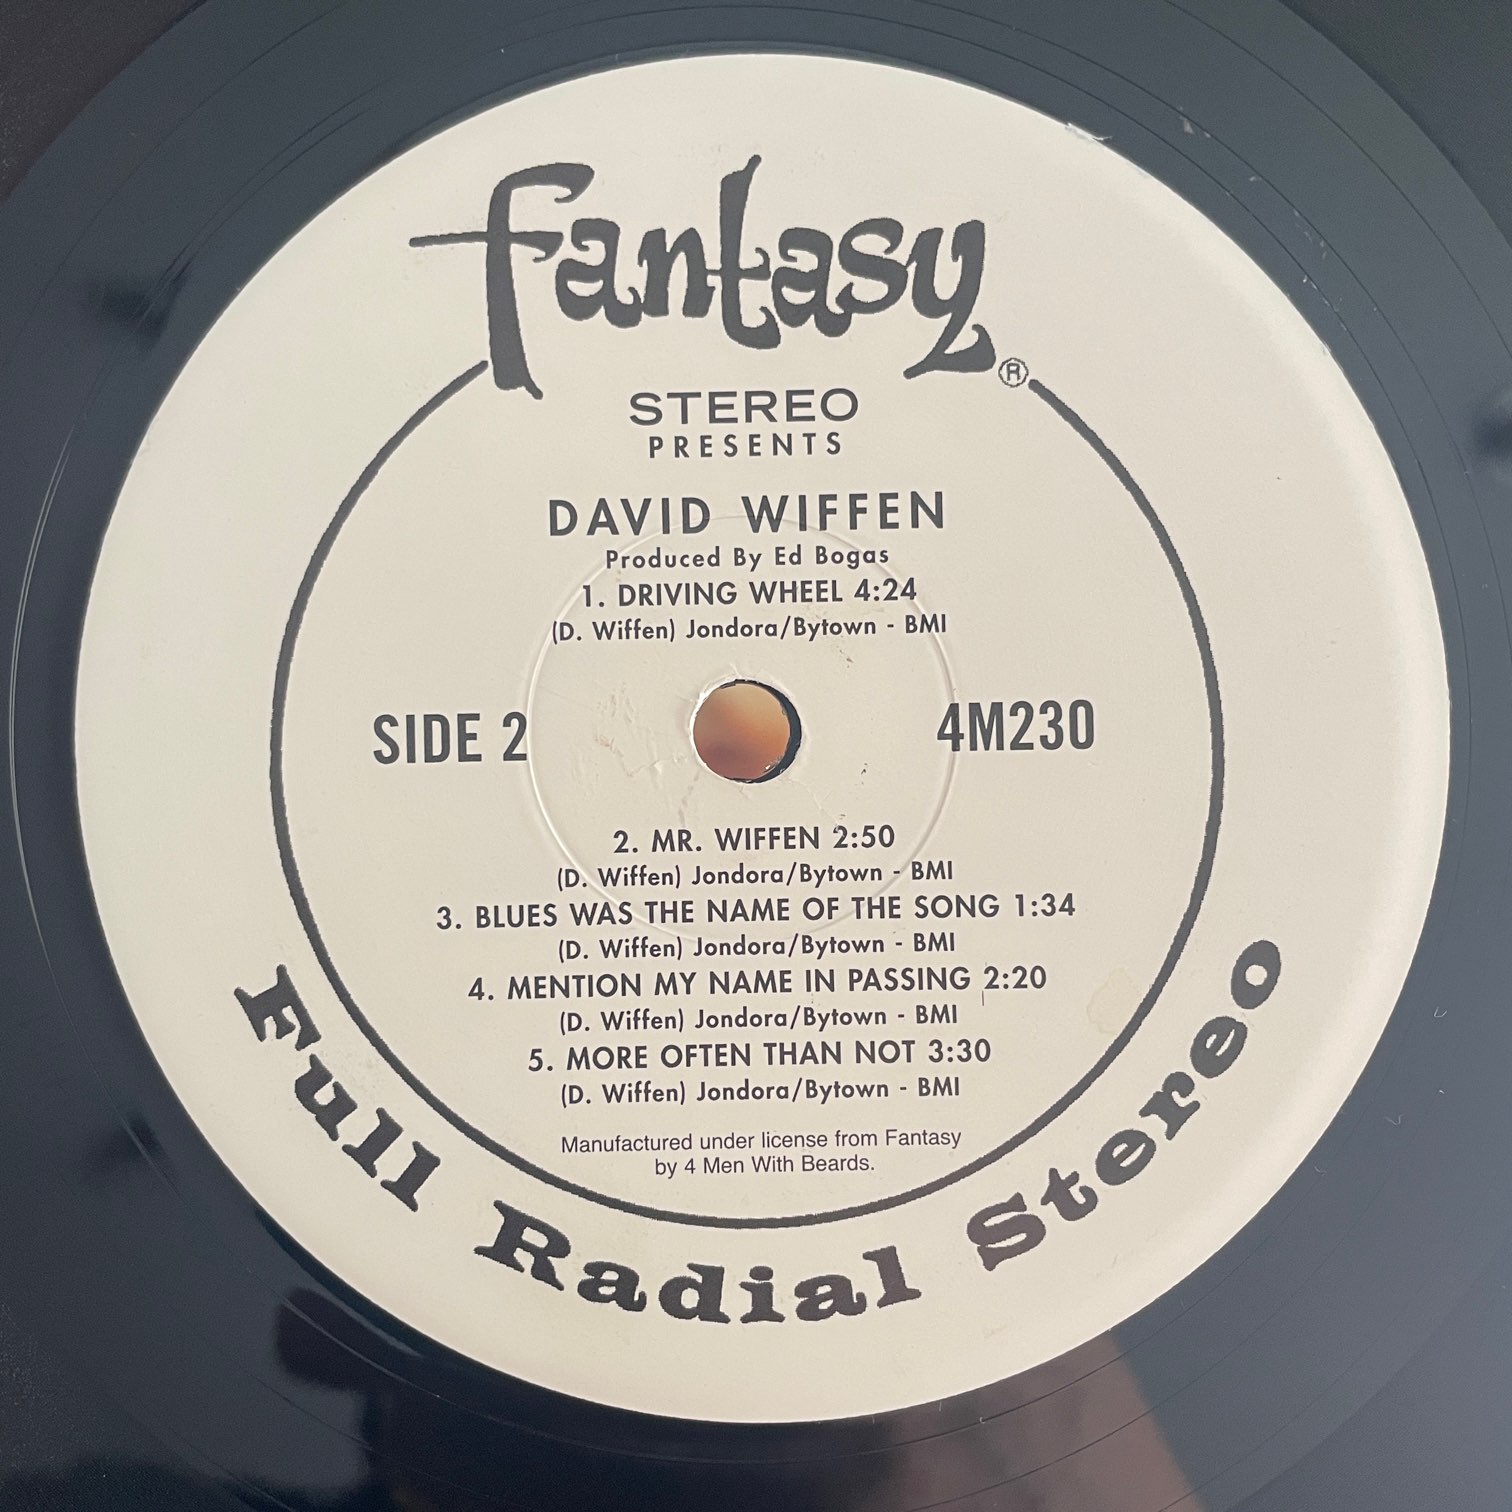 fantasy®
STEREO
PRESENTS
DAVID WIFFEN
Produced By Ed Bogas
1. DRIVING WHEEL 4:24
(D. Wiffen) Jondora/Bytown - BMI
SIDE 2
4M230
2. MR. WIFFEN 2:50
(D. Wiffen) Jondora/Bytown - BMI
3. BLUES WAS THE NAME OF THE SONG 1:34
(D. Wiffen) Jondora/Bytown - BMI
4. MENTION MY NAME IN PASSING 2:20
(D. Wiffen) Jondora/Bytown - BMI
5. MORE OFTEN THAN NOT 3:30
(D. Wiffen) Jondora/Bytown - BMI
Manufactured under license from Fantasy
by 4 Men With Beards.
Full Radial Stereo